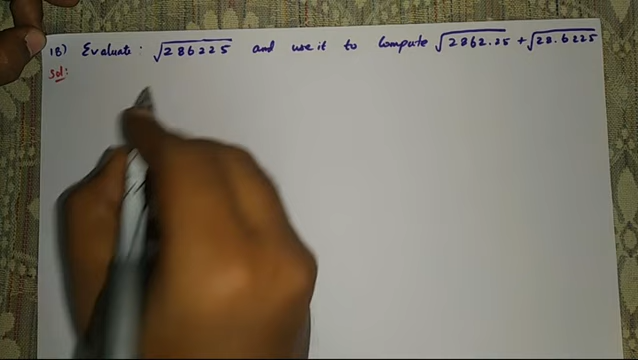 18) Evaluate: √286225 and use it to compute √2862.25 + √28.6225
Sol: